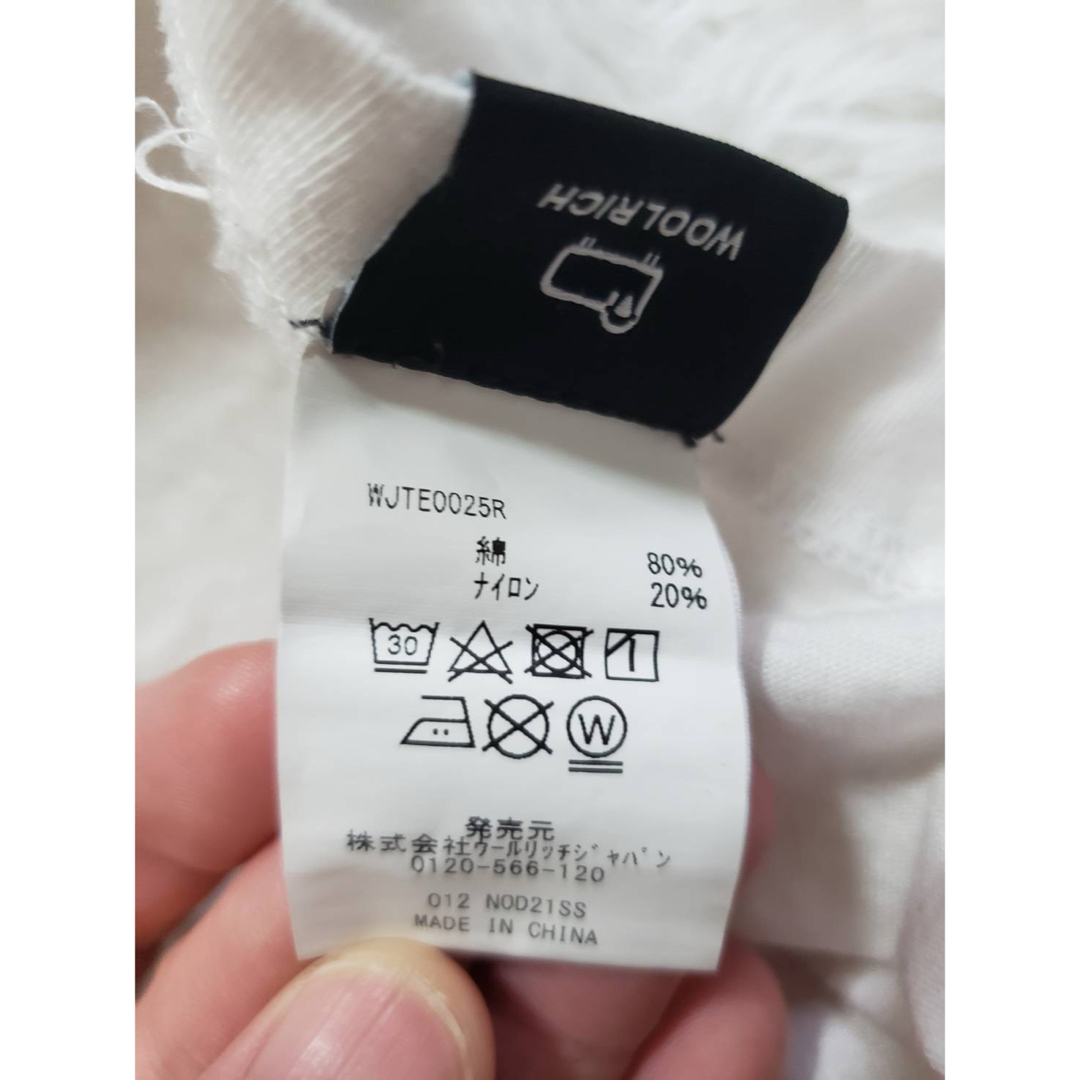 WOOLRICH
WJTE0025R
綿 80%
ナイロン 20%
30
W
発売元
株式会社ウールリッチジャパン
0120-566-120
012 NOD21SS
MADE IN CHINA